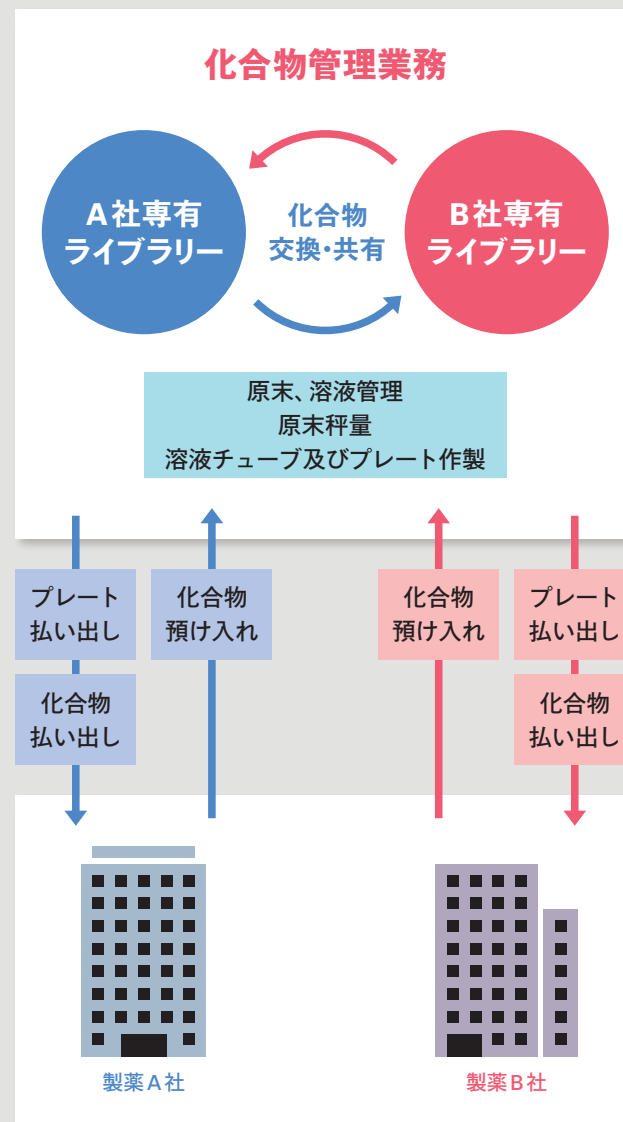 化合物管理業務
A社専有
ライブラリー
化合物
交換・共有
B社専有
ライブラリー
原末、溶液管理
原末秤量
溶液チューブ及びプレート作製
プレート
払い出し
化合物
払い出し
化合物
預け入れ
化合物
預け入れ
プレート
払い出し
化合物
払い出し
製薬A社
製薬B社